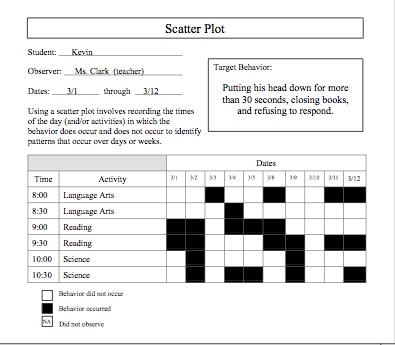 Scatter Plot
Student: Kevin
Observer: Ms. Clark (teacher)
Dates: 3/1 through 3/12
Target Behavior:
Putting his head down for more
than 30 seconds, closing books,
and refusing to respond.
Using a scatter plot involves recording the times
of the day (and/or activities) in which the
behavior does occur and does not occur to identify
patterns that occur over days or weeks.
Dates
Time Activity 3/1 3/2 3/3 3/4 3/5 3/8 3/9 3/10 3/11 3/12
8:00 Language Arts
8:30 Language Arts
9:00 Reading
9:30 Reading
10:00 Science
10:30 Science
Behavior did not occur
Behavior occurred
NA Did not observe